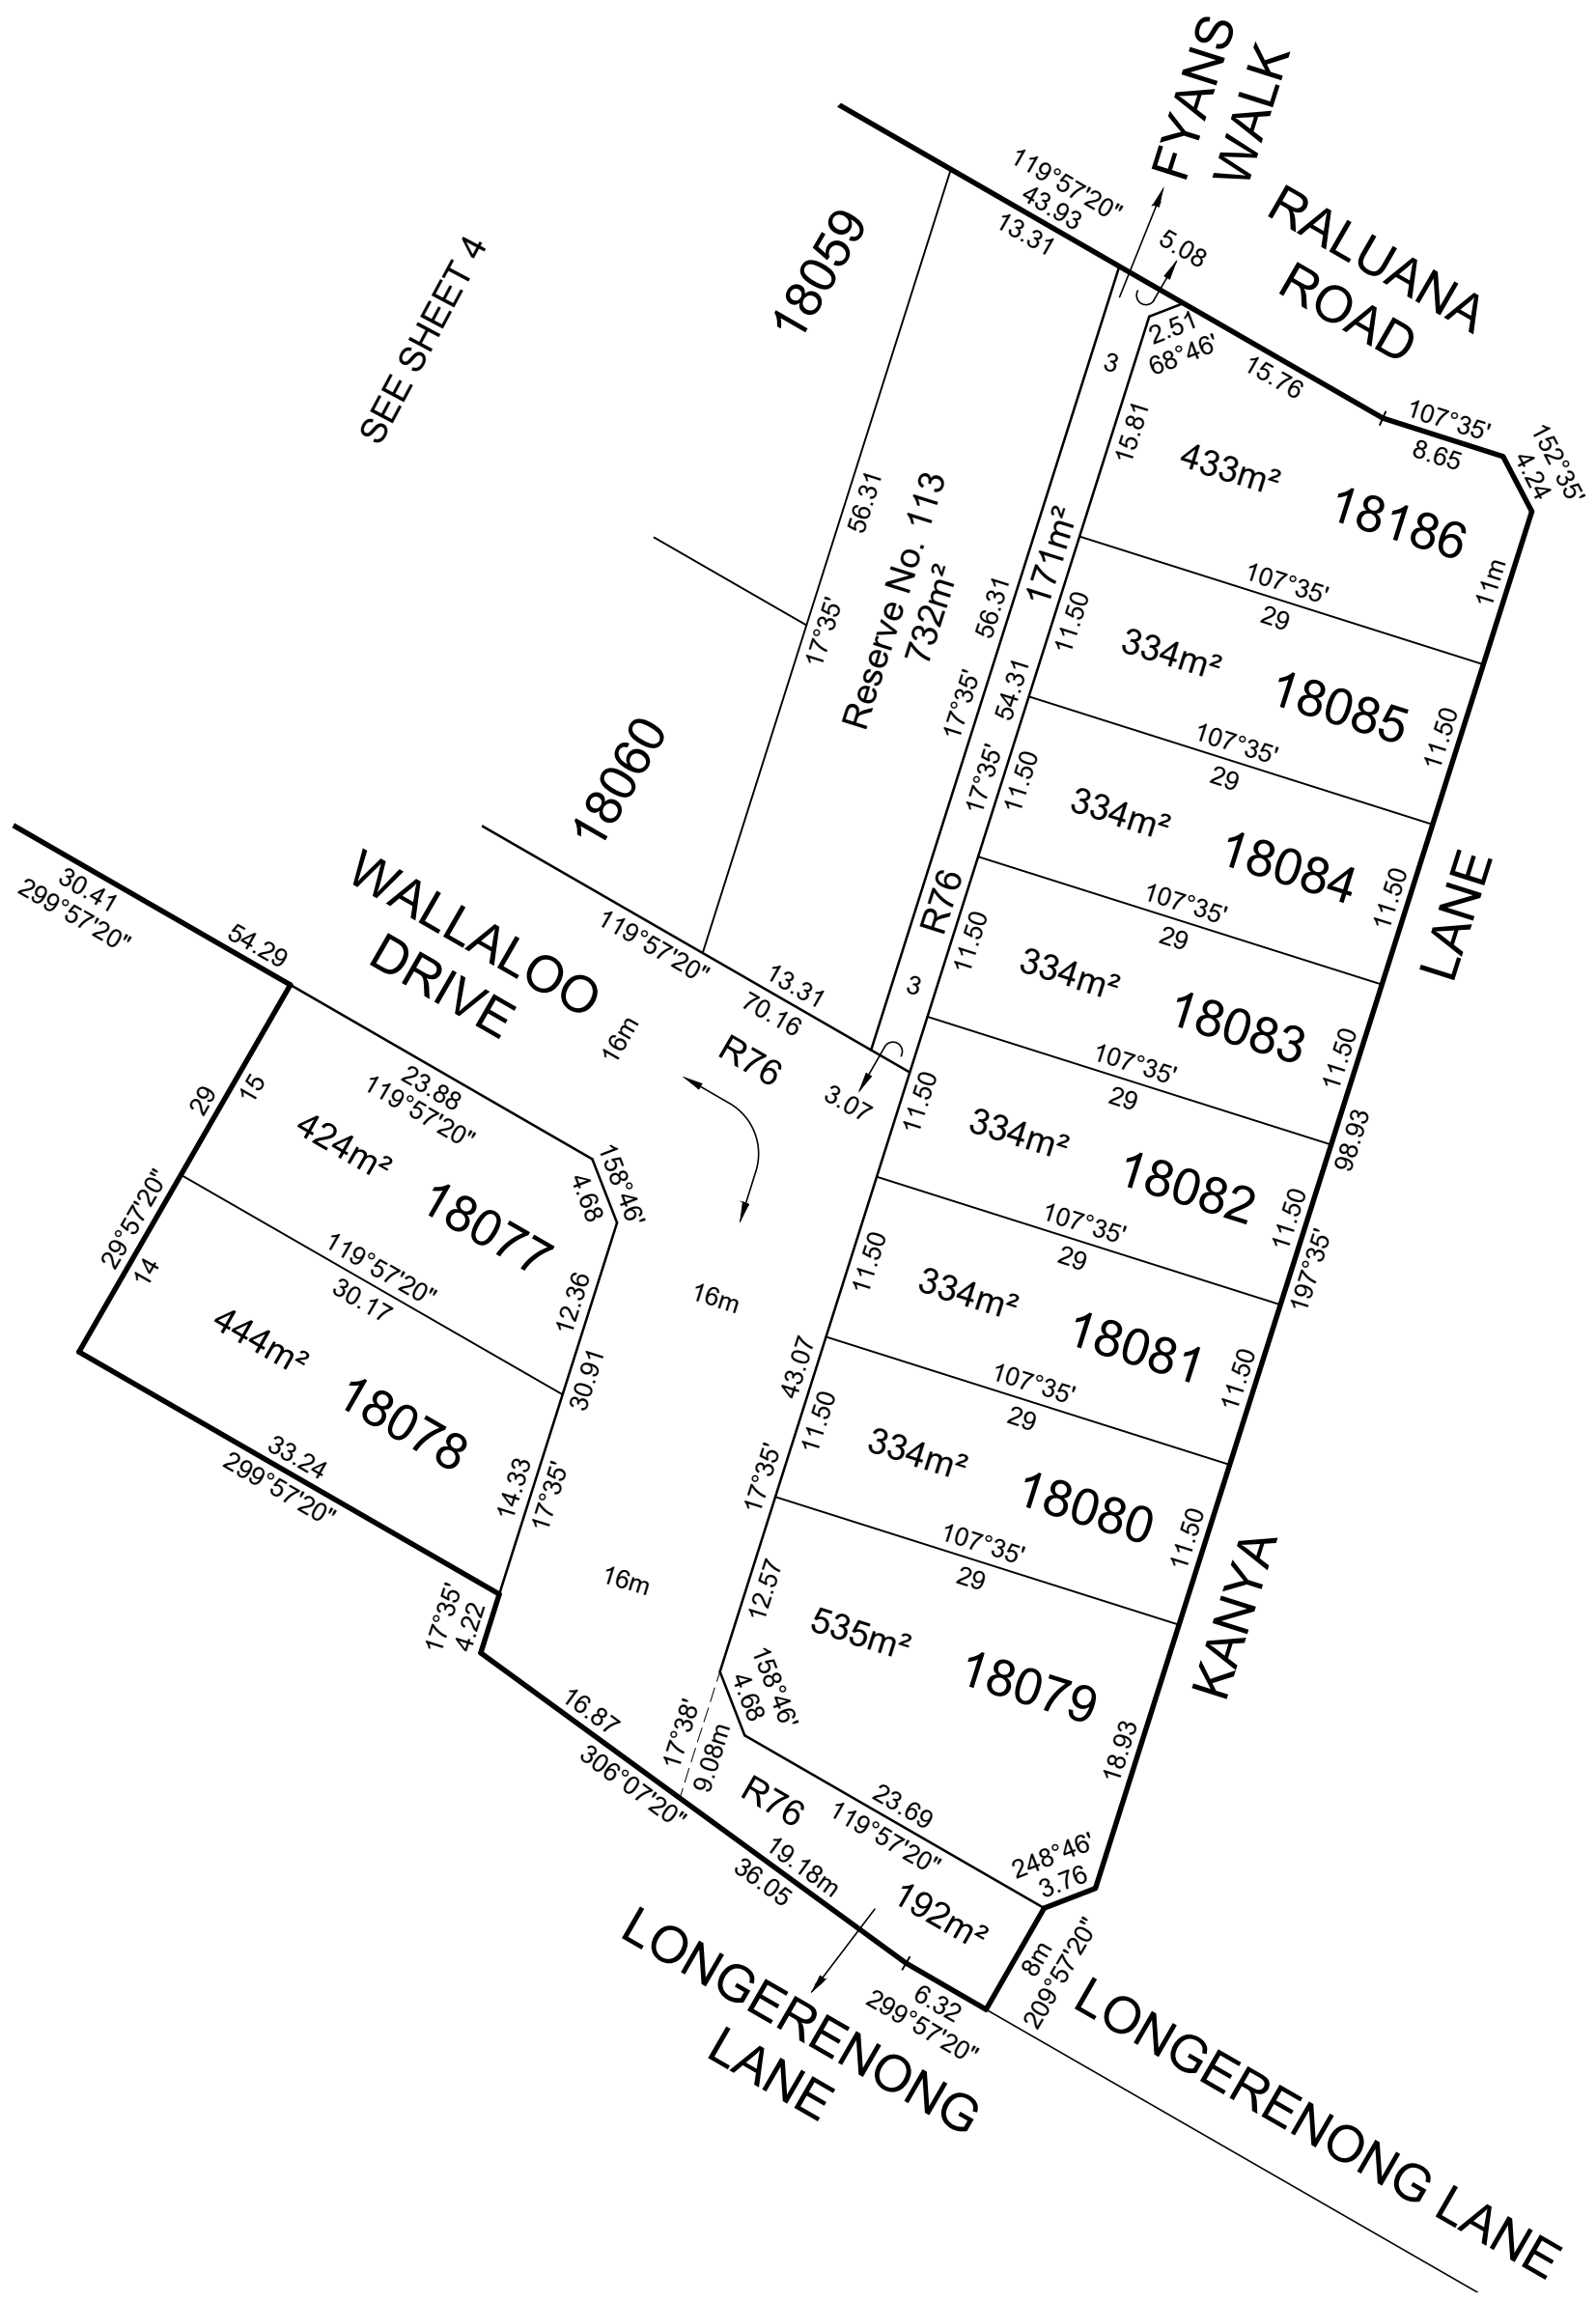 FYANS
WALK
RALUANA
ROAD
119°57'20"
43.93
13.31
5.08
2.51
68°46'
15.76
107°35'
8.65
152°35'
4.24
18059
SEE SHEET 4
3
15.81
433m²
18186
11m
56.31
17°35'
Reserve No. 113
732m²
56.31
17°35'
171m²
54.31
17°35'
11.50
107°35'
29
334m²
18085
11.50
11.50
107°35'
29
334m²
18084
11.50
LANE
18060
R76
3
11.50
107°35'
29
334m²
18083
11.50
30.41
299°57'20"
54.29
WALLALOO
DRIVE
119°57'20"
13.31
70.16
16m
R76
3.07
11.50
107°35'
29
334m²
18082
11.50
98.93
197°35'
29
15
23.88
119°57'20"
424m²
18077
158°46'
4.68
12.36
16m
11.50
107°35'
29
334m²
18081
11.50
29°57'20"
14
119°57'20"
30.17
444m²
18078
30.91
43.07
11.50
107°35'
29
334m²
18080
11.50
33.24
299°57'20"
14.33
17°35'
17°35'
107°35'
29
16m
12.57
535m²
18079
KANYA
18.93
17°35'
4.22
158°46'
4.68
16.87
306°07'20"
17°38'
9.08m
R76
23.69
119°57'20"
248°46'
3.76
19.18m
36.05
192m²
LONGERENONG
LANE
6.32
299°57'20"
8m
209°57'20"
LONGERENONG LANE